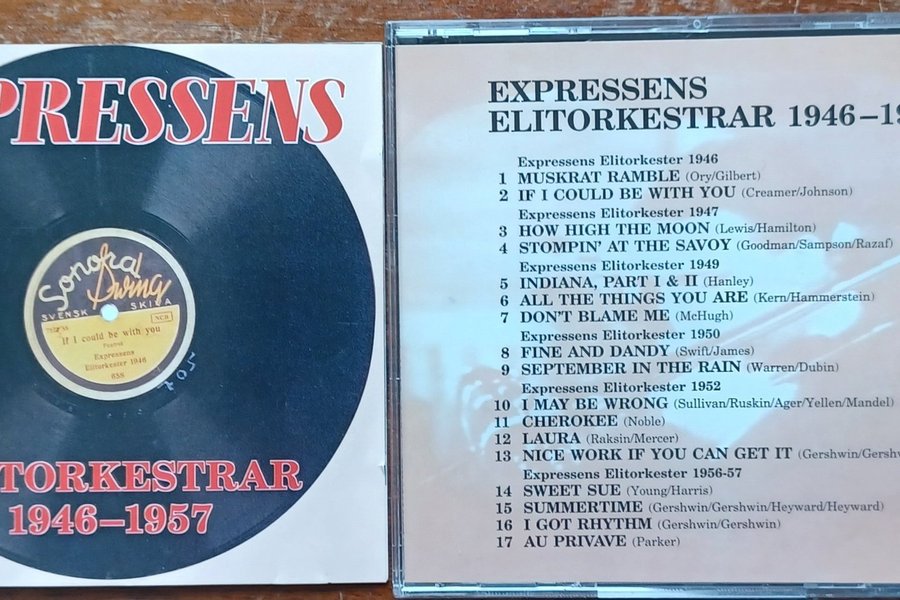 PRESSENS
Sonora
Swing
SVENSK SKIVA
NCB
If I could be with you
Foxtrot
Expressens
Elitorkester 1946
658
705
TORKESTRAR
1946–1957
EXPRESSENS
ELITORKESTRAR 1946–19
Expressens Elitorkester 1946
1 MUSKRAT RAMBLE (Ory/Gilbert)
2 IF I COULD BE WITH YOU (Creamer/Johnson)
Expressens Elitorkester 1947
3 HOW HIGH THE MOON (Lewis/Hamilton)
4 STOMPIN' AT THE SAVOY (Goodman/Sampson/Razaf)
Expressens Elitorkester 1949
5 INDIANA, PART I & II (Hanley)
6 ALL THE THINGS YOU ARE (Kern/Hammerstein)
7 DON'T BLAME ME (McHugh)
Expressens Elitorkester 1950
8 FINE AND DANDY (Swift/James)
9 SEPTEMBER IN THE RAIN (Warren/Dubin)
Expressens Elitorkester 1952
10 I MAY BE WRONG (Sullivan/Ruskin/Ager/Yellen/Mandel)
11 CHEROKEE (Noble)
12 LAURA (Raksin/Mercer)
13 NICE WORK IF YOU CAN GET IT (Gershwin/Gershw
Expressens Elitorkester 1956-57
14 SWEET SUE (Young/Harris)
15 SUMMERTIME (Gershwin/Gershwin/Heyward/Heyward)
16 I GOT RHYTHM (Gershwin/Gershwin)
17 AU PRIVAVE (Parker)